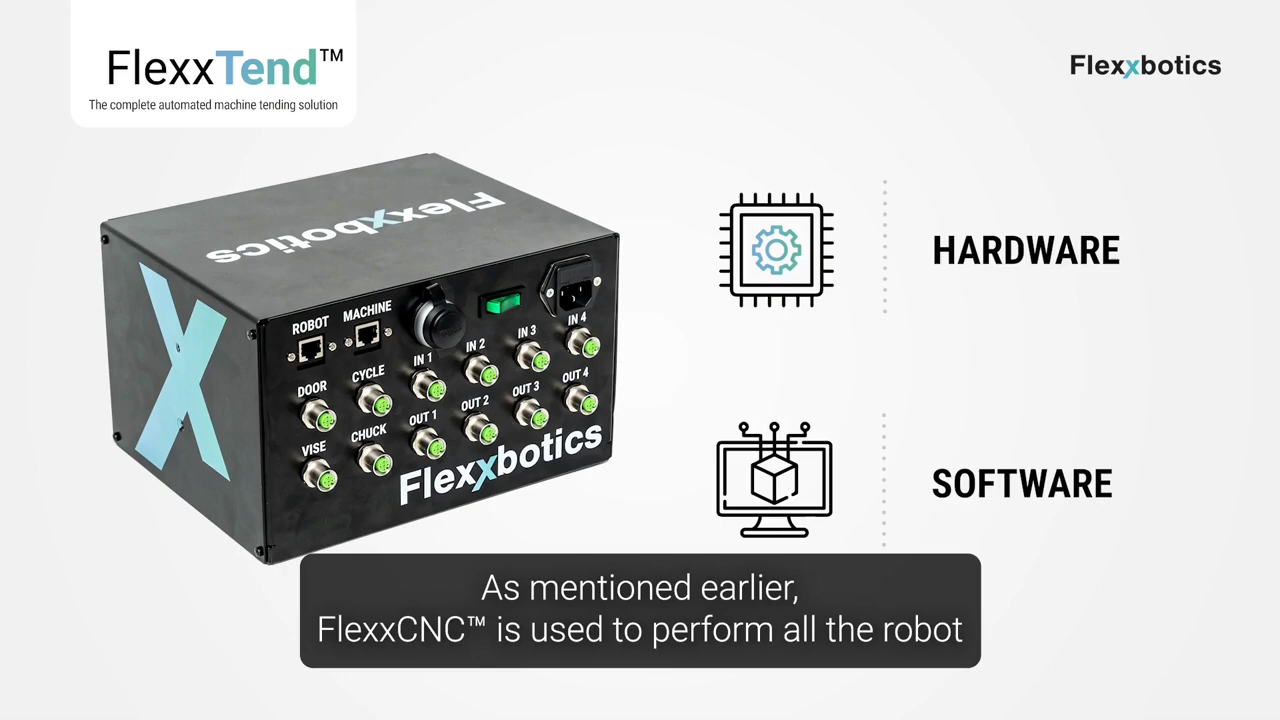 FlexxTend™
The complete automated machine tending solution
Flexxbotics
Flexxbotics
ROBOT
MACHINE
DOOR
CYCLE
IN 1
IN 2
IN 3
IN 4
VISE
CHUCK
OUT 1
OUT 2
OUT 3
OUT 4
Flexxbotics
X
HARDWARE
SOFTWARE
As mentioned earlier,
FlexxCNC™ is used to perform all the robot